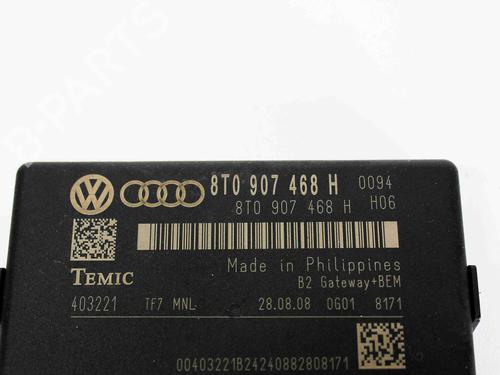 8T0 907 468 H 0094
8T0 907 468 H H06
TEMIC
Made in Philippines
B2 Gateway+BEM
403221 TF7 MNL 28.08.08 0G01 8171
00403221B24240882808171
B-PARTS